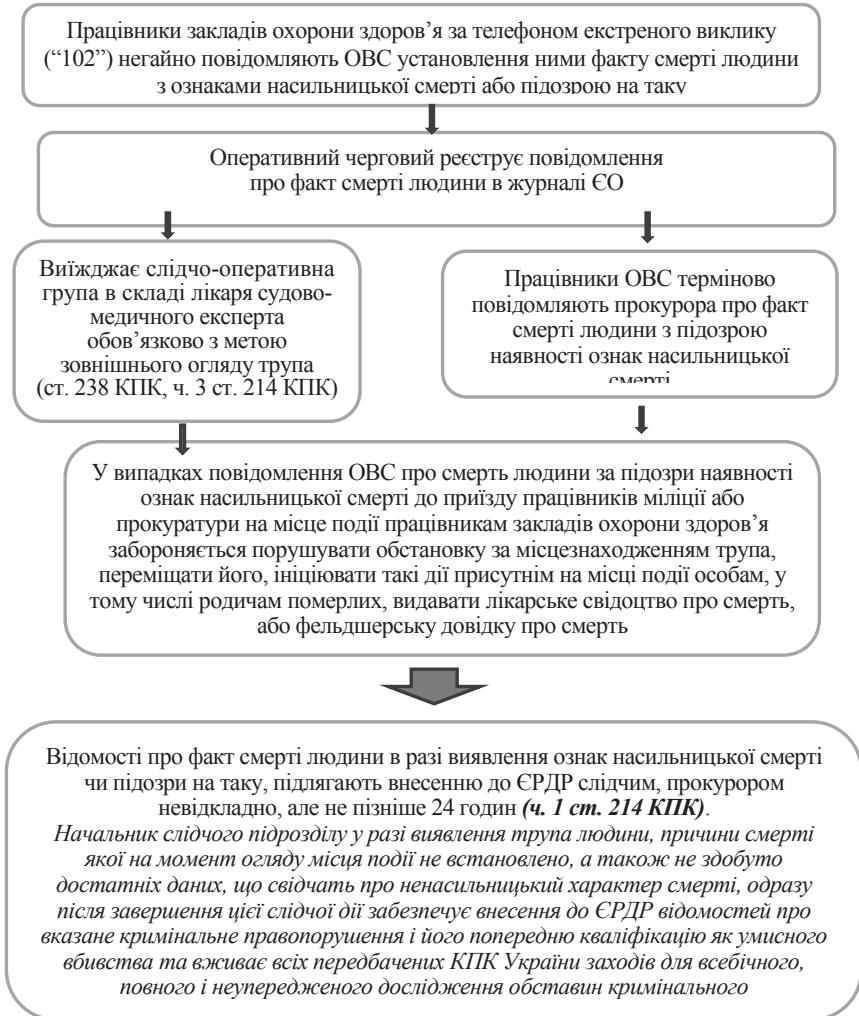 Працівники закладів охорони здоров’я за телефоном екстреного виклику
(“102”) негайно повідомляють ОВС установлення ними факту смерті людини
з ознаками насильницької смерті або підозрою на таку
Оперативний черговий реєструє повідомлення
про факт смерті людини в журналі ЄО
Виїжджає слідчо-оперативна
група в складі лікаря судово-
медичного експерта
обов’язково з метою
зовнішнього огляду трупа
(ст. 238 КПК, ч. 3 ст. 214 КПК)
Працівники ОВС терміново
повідомляють прокурора про факт
смерті людини з підозрою
наявності ознак насильницької
смерті
У випадках повідомлення ОВС про смерть людини за підозри наявності
ознак насильницької смерті до приїзду працівників міліції або
прокуратури на місце події працівникам закладів охорони здоров’я
забороняється порушувати обстановку за місцезнаходженням трупа,
переміщати його, ініціювати такі дії присутнім на місці події особам, у
тому числі родичам померлих, видавати лікарське свідоцтво про смерть,
або фельдшерську довідку про смерть
Відомості про факт смерті людини в разі виявлення ознак насильницької смерті
чи підозри на таку, підлягають внесенню до ЄРДР слідчим, прокурором
невідкладно, але не пізніше 24 годин (ч. 1 ст. 214 КПК).
Начальник слідчого підрозділу у разі виявлення трупа людини, причини смерті
якої на момент огляду місця події не встановлено, а також не здобуто
достатніх даних, що свідчать про ненасильницький характер смерті, одразу
після завершення цієї слідчої дії забезпечує внесення до ЄРДР відомостей про
вказане кримінальне правопорушення і його попередню кваліфікацію як умисного
вбивства та вживає всіх передбачених КПК України заходів для всебічного,
повного і неупередженого дослідження обставин кримінального